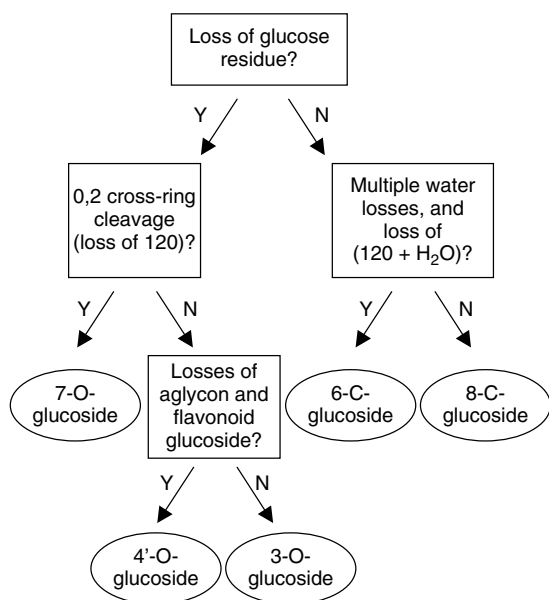 Loss of glucose
residue?
Y
N
0,2 cross-ring
cleavage
(loss of 120)?
Multiple water
losses, and
loss of
(120 + H₂O)?
Y
N
Y
N
7-O-
glucoside
Losses of
aglycon and
flavonoid
glucoside?
6-C-
glucoside
8-C-
glucoside
Y
N
4'-O-
glucoside
3-O-
glucoside